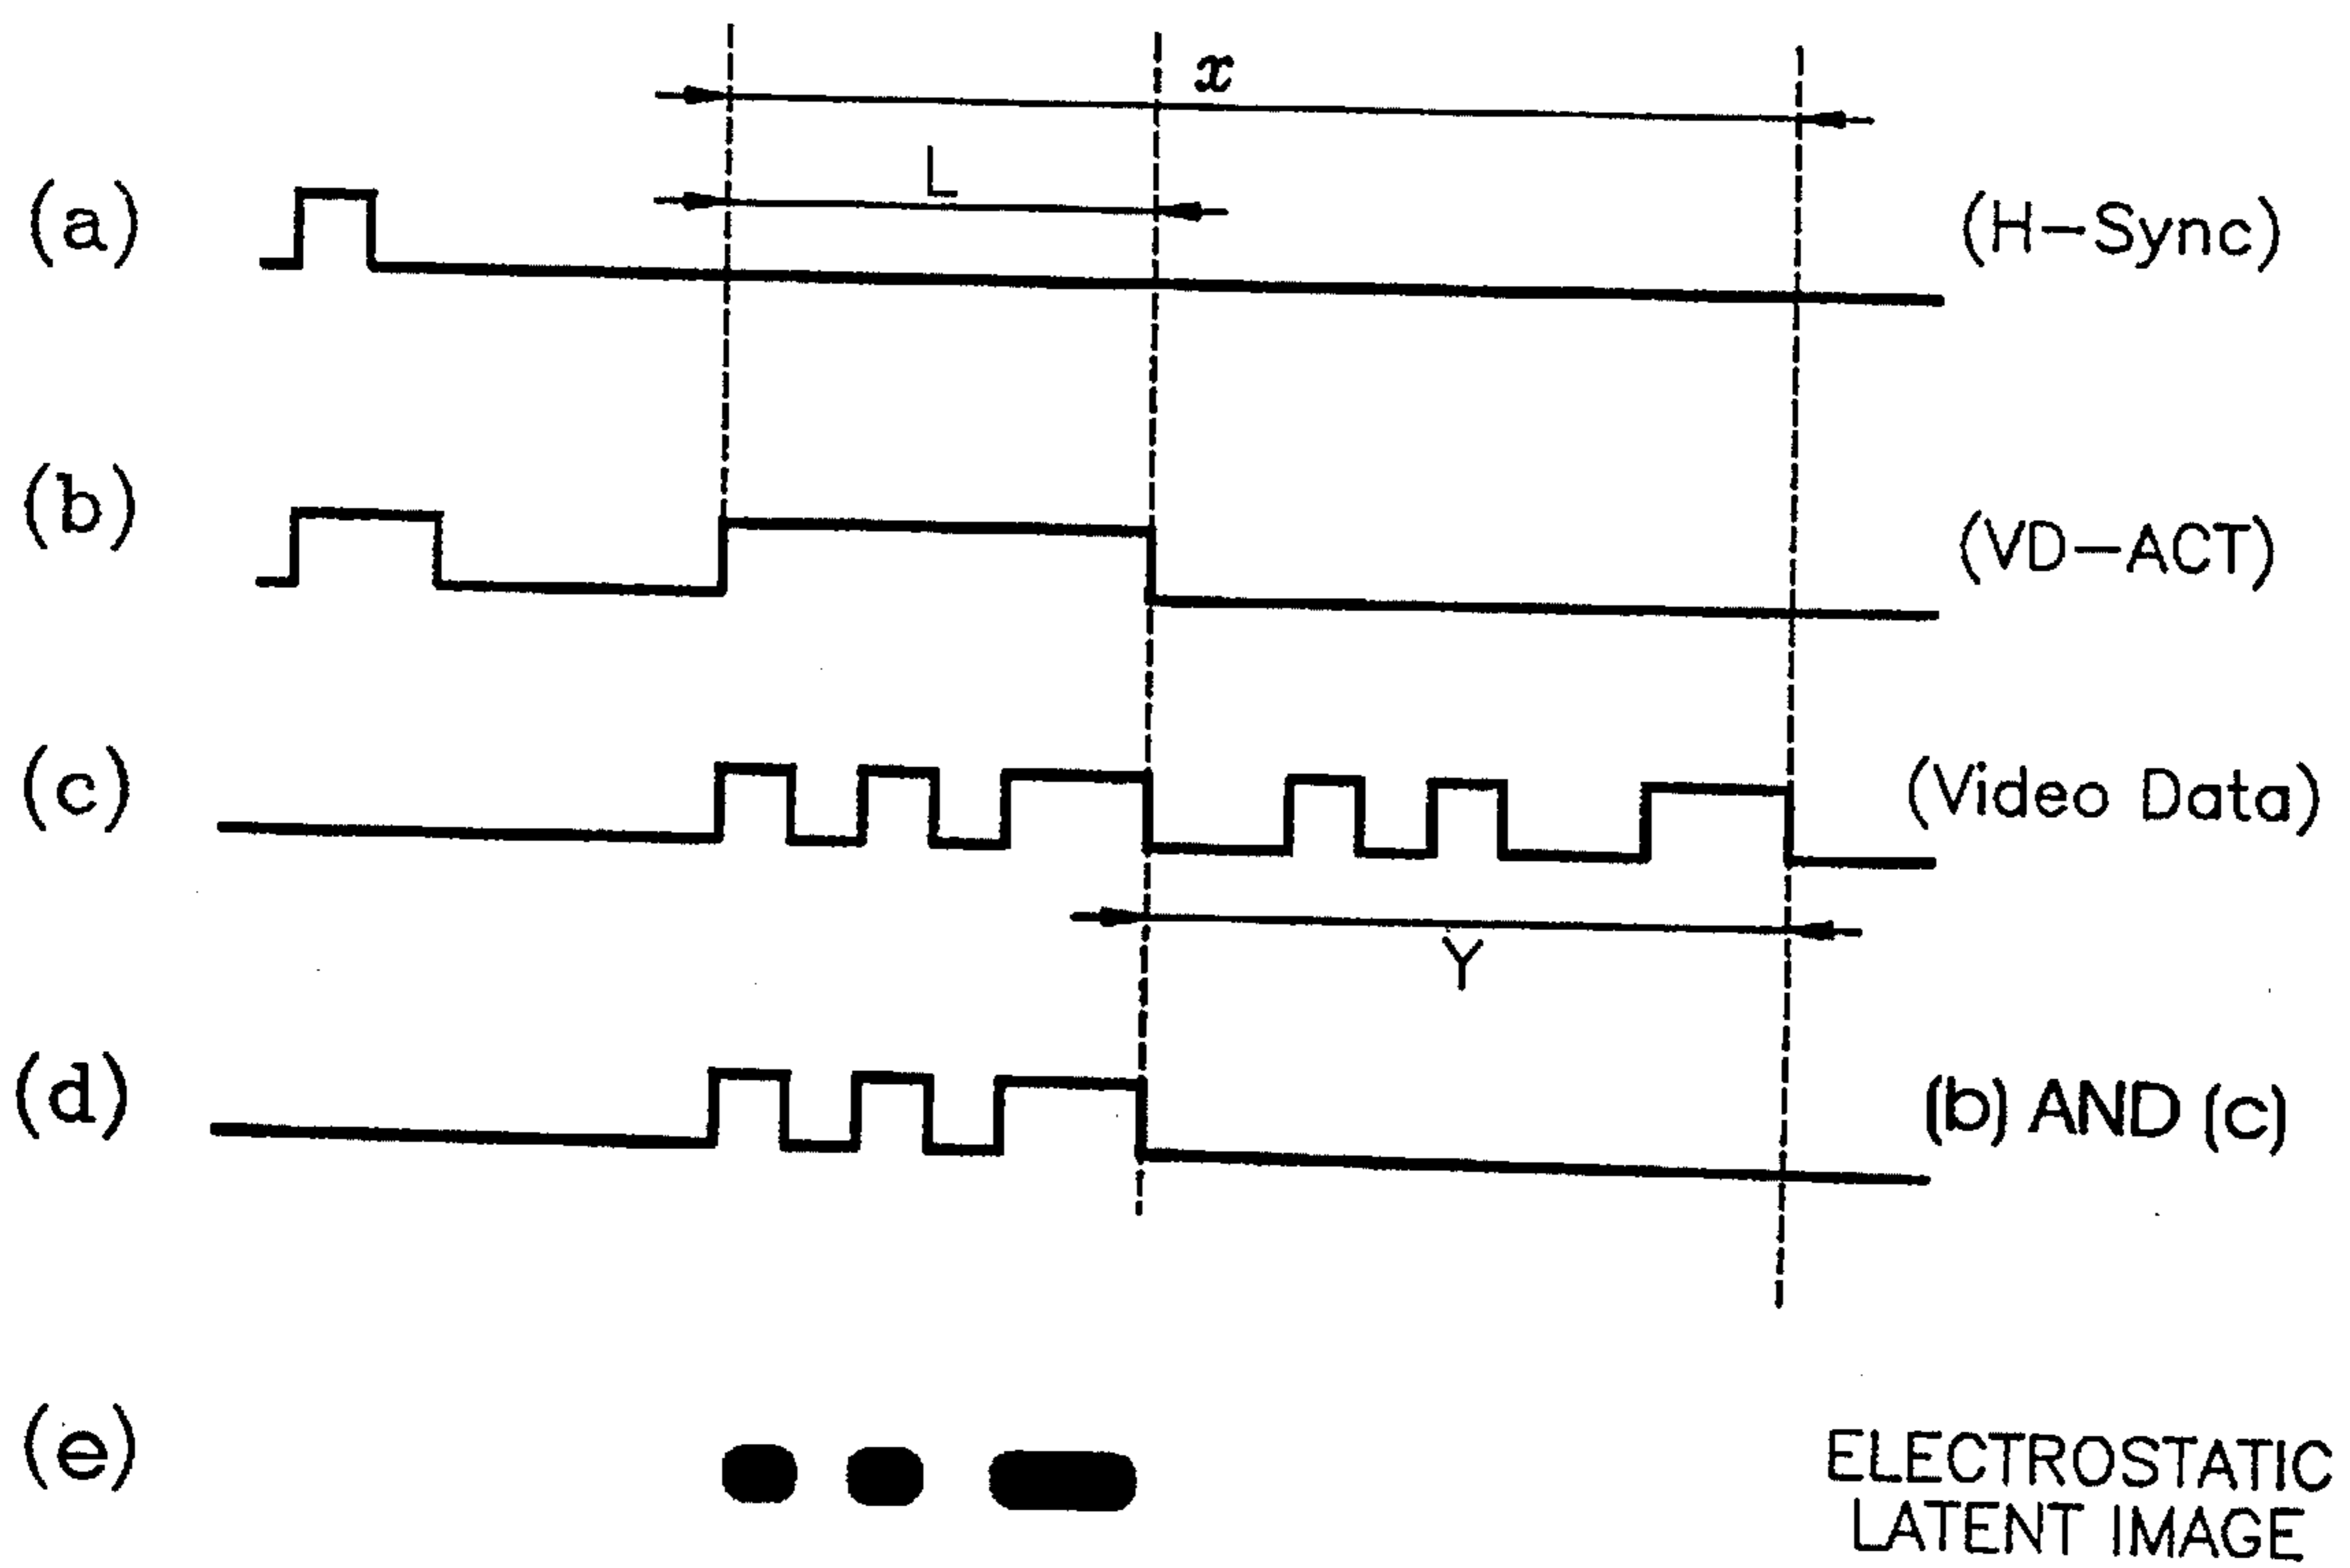 x
L
(a) (H-Sync)
(b) (VD-ACT)
(c) (Video Data)
Y
(d) (b) AND (c)
(e) ELECTROSTATIC
LATENT IMAGE